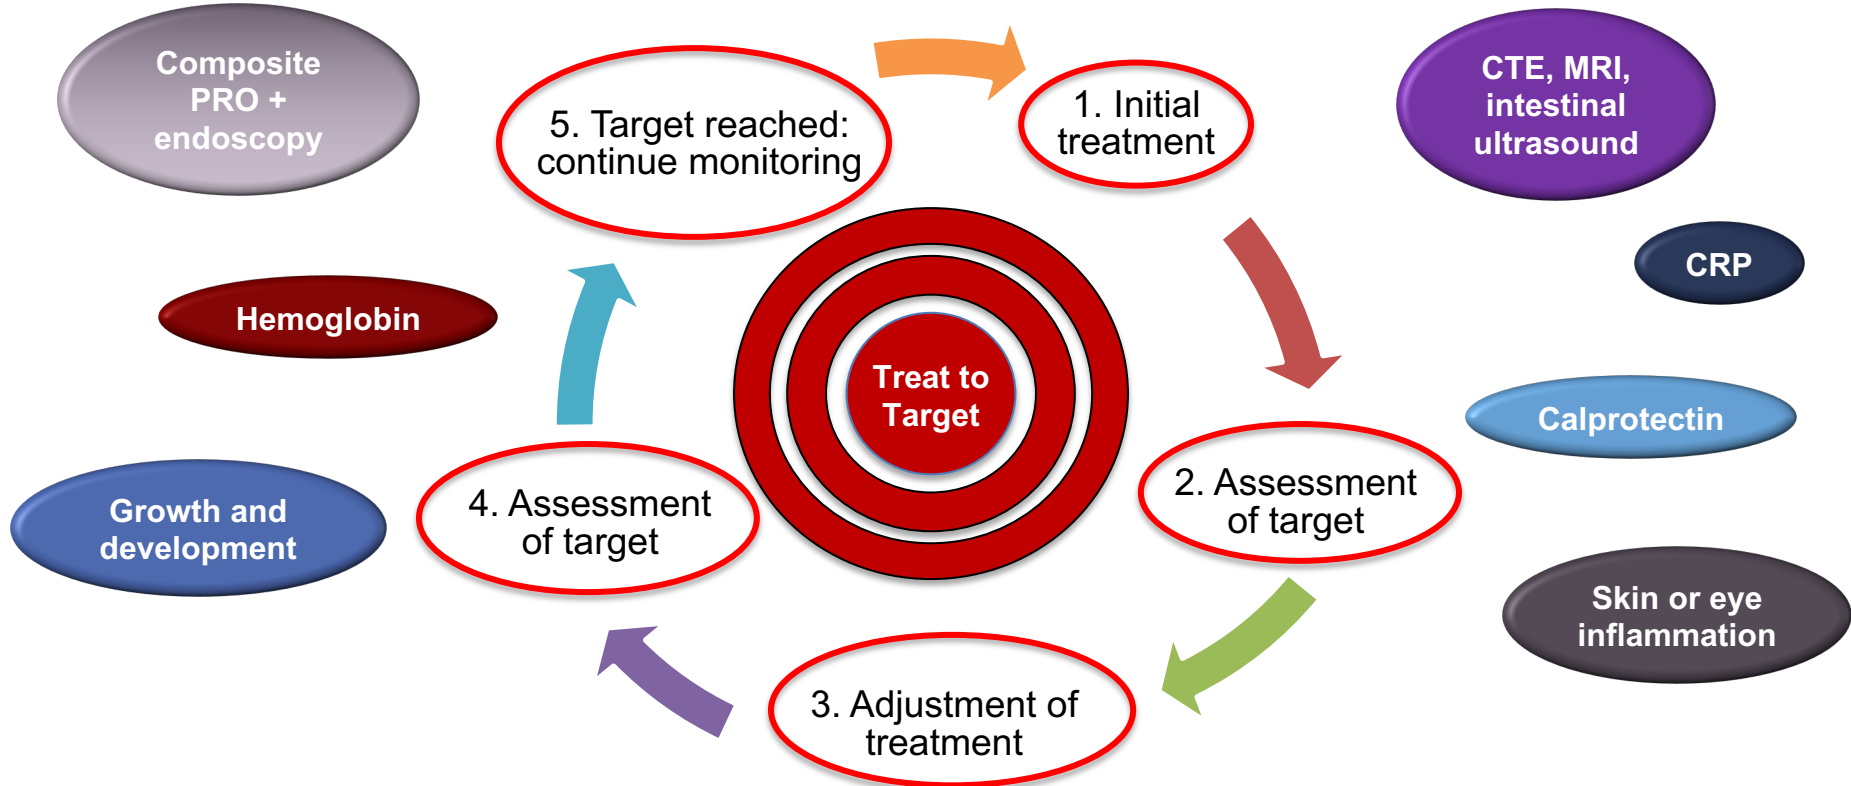 Composite
PRO +
endoscopy
5. Target reached:
continue monitoring
1. Initial
treatment
CTE, MRI,
intestinal
ultrasound
CRP
Hemoglobin
Treat to
Target
Calprotectin
2. Assessment
of target
4. Assessment
of target
Growth and
development
Skin or eye
inflammation
3. Adjustment of
treatment